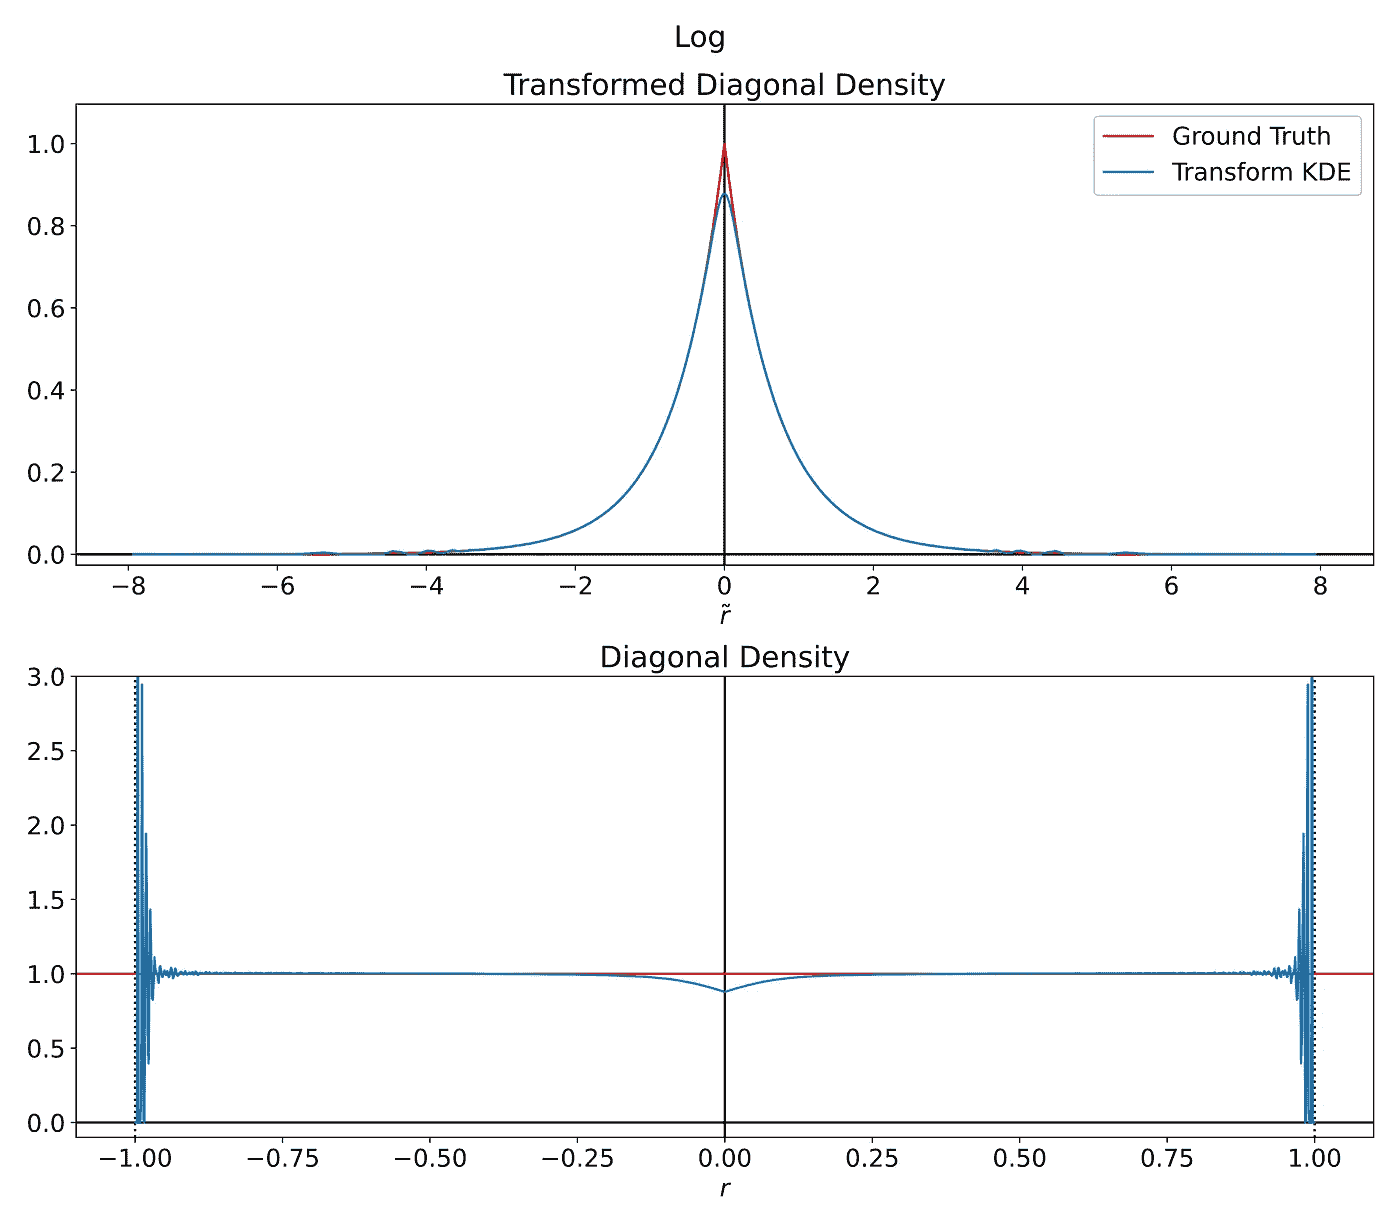 Log
Transformed Diagonal Density
1.0
0.8
0.6
0.4
0.2
0.0
Ground Truth
Transform KDE
−8 −6 −4 −2 0 2 4 6 8
r̃
Diagonal Density
3.0
2.5
2.0
1.5
1.0
0.5
0.0
−1.00 −0.75 −0.50 −0.25 0.00 0.25 0.50 0.75 1.00
r